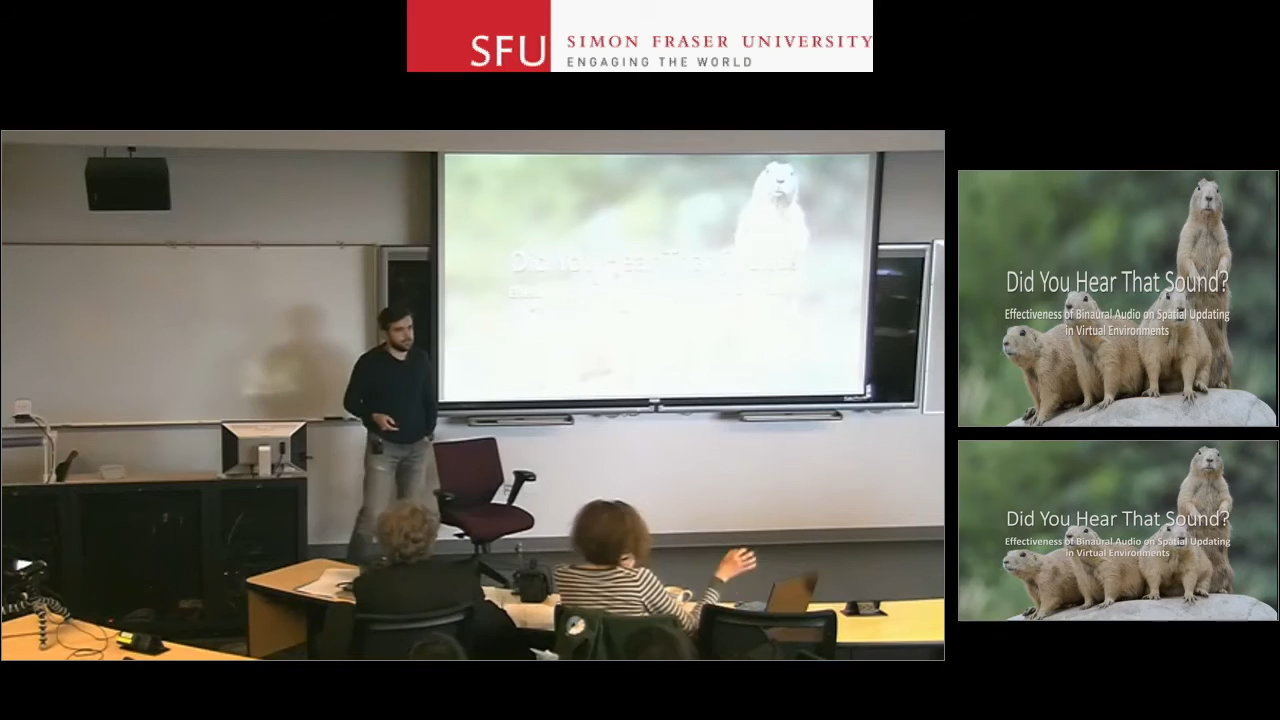 SFU
SIMON FRASER UNIVERSITY
ENGAGING THE WORLD
Did You Hear That Sound?
Effectiveness of Binaural Audio on Spatial Updating
in Virtual Environments
Did You Hear That Sound?
Effectiveness of Binaural Audio on Spatial Updating
in Virtual Environments